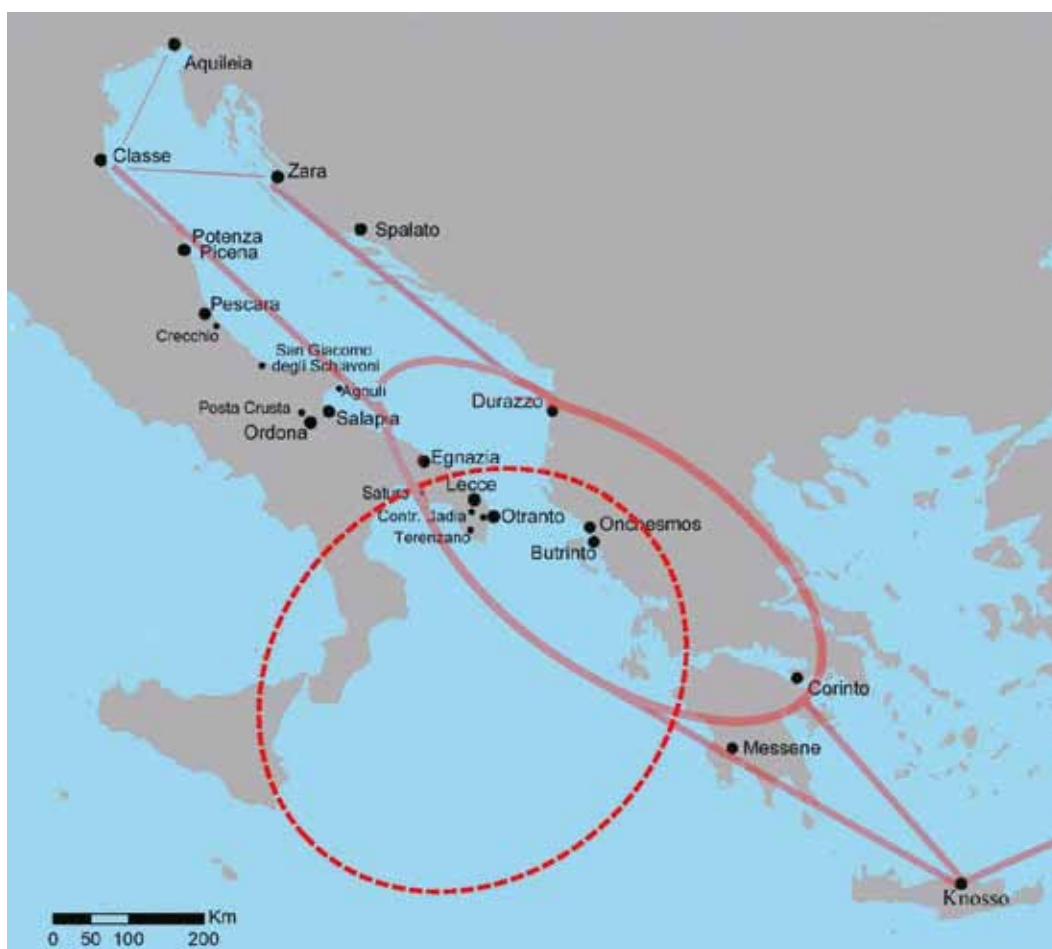 Aquileia
Classe
Zara
Spalato
Potenza
Picena
Pescara
Crecchio
San Giacomo
degli Schiavoni
Agnuli
Posta Crusta
Salapia
Ordona
Durazzo
Egnazia
Saturo
Lecce
Contr. Jadia
Otranto
Terenzano
Onchesmos
Butrinto
Corinto
Messene
Knosso
Km
0 50 100 200